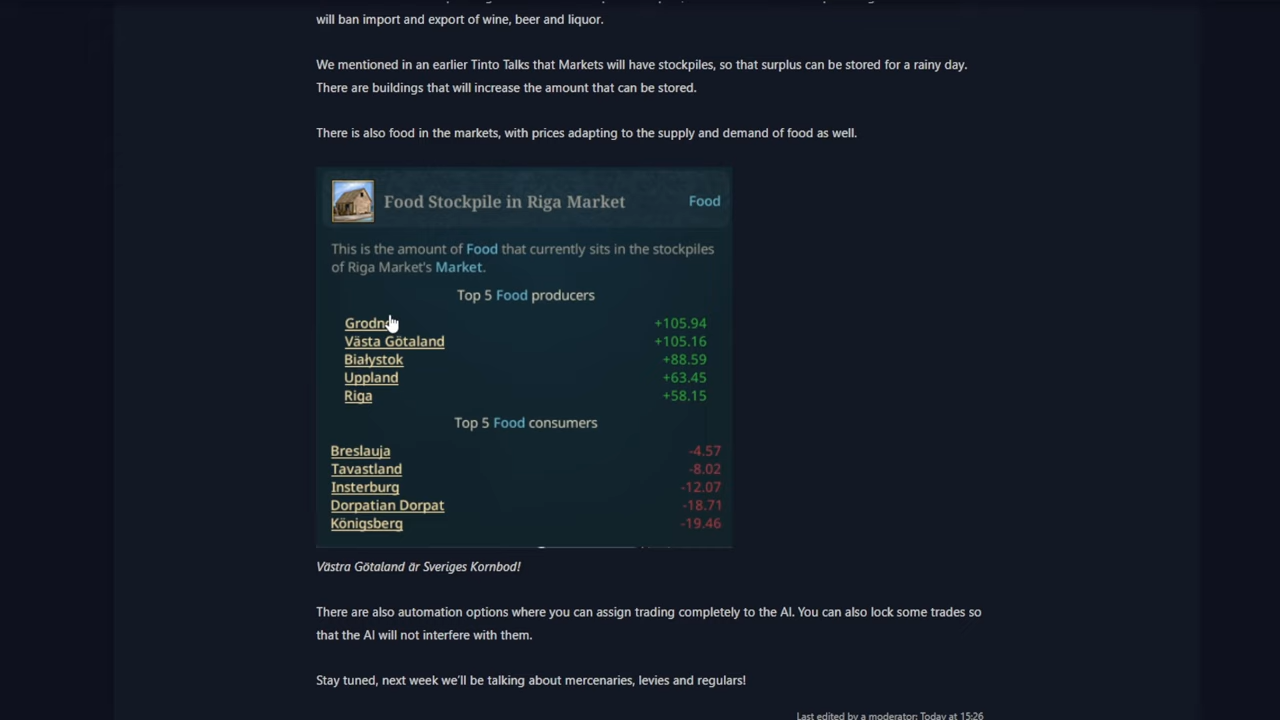 will ban import and export of wine, beer and liquor.
We mentioned in an earlier Tinto Talks that Markets will have stockpiles, so that surplus can be stored for a rainy day.
There are buildings that will increase the amount that can be stored.
There is also food in the markets, with prices adapting to the supply and demand of food as well.
Food Stockpile in Riga Market Food
This is the amount of Food that currently sits in the stockpiles
of Riga Market's Market.
Top 5 Food producers
Grodno +105.94
Västa Götaland +105.16
Białystok +88.59
Uppland +63.45
Riga +58.15
Top 5 Food consumers
Breslauja -4.57
Tavastland -8.02
Insterburg -12.07
Dorpatian Dorpat -18.71
Königsberg -19.46
Västra Götaland är Sveriges Kornbod!
There are also automation options where you can assign trading completely to the AI. You can also lock some trades so
that the AI will not interfere with them.
Stay tuned, next week we'll be talking about mercenaries, levies and regulars!
Last edited by a moderator: Today at 15:26